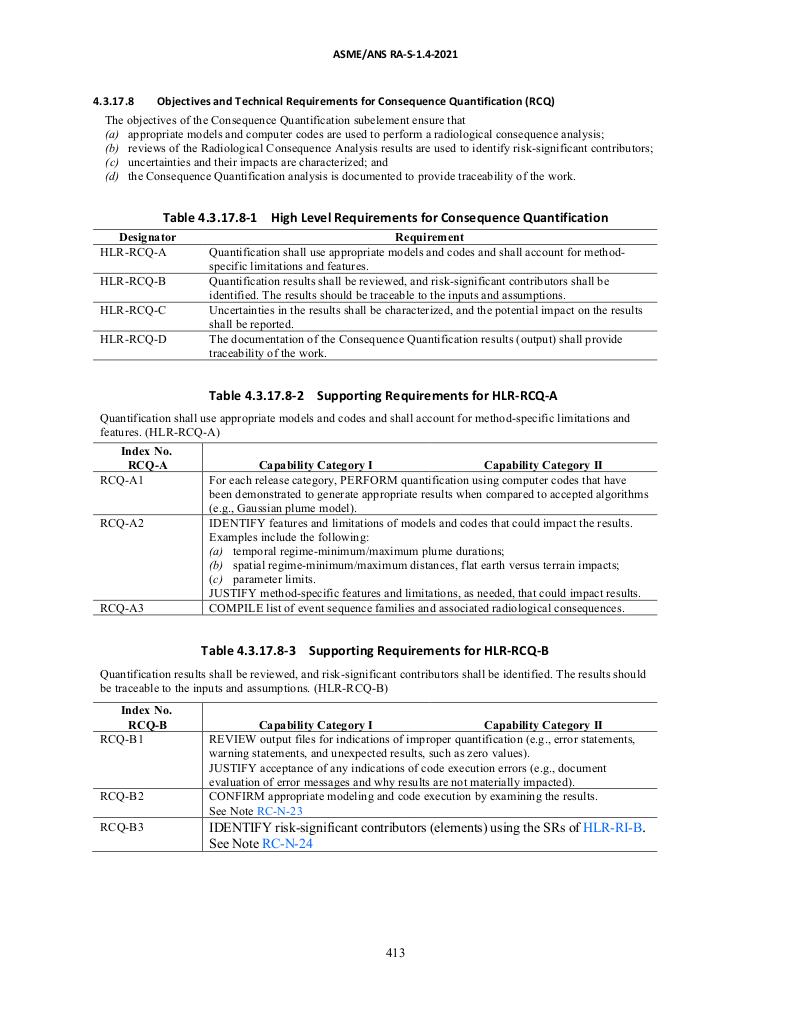 ASME/ANS RA-S-1.4-2021
4.3.17.8 Objectives and Technical Requirements for Consequence Quantification (RCQ)
The objectives of the Consequence Quantification subelement ensure that
(a) appropriate models and computer codes are used to perform a radiological consequence analysis;
(b) reviews of the Radiological Consequence Analysis results are used to identify risk-significant contributors;
(c) uncertainties and their impacts are characterized; and
(d) the Consequence Quantification analysis is documented to provide traceability of the work.
Table 4.3.17.8-1 High Level Requirements for Consequence Quantification
Designator Requirement
HLR-RCQ-A Quantification shall use appropriate models and codes and shall account for method-
specific limitations and features.
HLR-RCQ-B Quantification results shall be reviewed, and risk-significant contributors shall be
identified. The results should be traceable to the inputs and assumptions.
HLR-RCQ-C Uncertainties in the results shall be characterized, and the potential impact on the results
shall be reported.
HLR-RCQ-D The documentation of the Consequence Quantification results (output) shall provide
traceability of the work.
Table 4.3.17.8-2 Supporting Requirements for HLR-RCQ-A
Quantification shall use appropriate models and codes and shall account for method-specific limitations and
features. (HLR-RCQ-A)
Index No.
RCQ-A Capability Category I Capability Category II
RCQ-A1 For each release category, PERFORM quantification using computer codes that have
been demonstrated to generate appropriate results when compared to accepted algorithms
(e.g., Gaussian plume model).
RCQ-A2 IDENTIFY features and limitations of models and codes that could impact the results.
Examples include the following:
(a) temporal regime-minimum/maximum plume durations;
(b) spatial regime-minimum/maximum distances, flat earth versus terrain impacts;
(c) parameter limits.
JUSTIFY method-specific features and limitations, as needed, that could impact results.
RCQ-A3 COMPILE list of event sequence families and associated radiological consequences.
Table 4.3.17.8-3 Supporting Requirements for HLR-RCQ-B
Quantification results shall be reviewed, and risk-significant contributors shall be identified. The results should
be traceable to the inputs and assumptions. (HLR-RCQ-B)
Index No.
RCQ-B Capability Category I Capability Category II
RCQ-B1 REVIEW output files for indications of improper quantification (e.g., error statements,
warning statements, and unexpected results, such as zero values).
JUSTIFY acceptance of any indications of code execution errors (e.g., document
evaluation of error messages and why results are not materially impacted).
RCQ-B2 CONFIRM appropriate modeling and code execution by examining the results.
See Note RC-N-23
RCQ-B3 IDENTIFY risk-significant contributors (elements) using the SRs of HLR-RI-B.
See Note RC-N-24
413